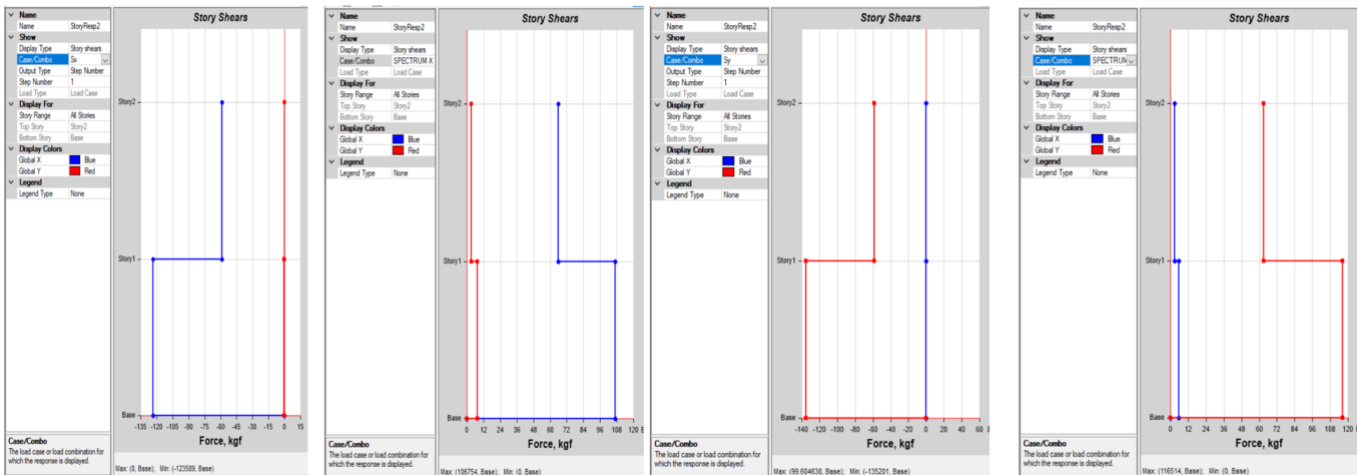 Name
Name StoryResp2
Show
Display Type Story shears
Case/Combo Sx
Output Type Step Number
Step Number 1
Load Type Load Case
Display For
Story Range All Stories
Top Story Story2
Bottom Story Base
Display Colors
Global X Blue
Global Y Red
Legend
Legend Type None
Case/Combo
The load case or load combination for
which the response is displayed.
Story Shears
Story2
Story1
Base
-135 -120 -105 -90 -75 -60 -45 -30 -15 0 15
Force, kgf
Max: (0, Base); Min: (-123589, Base)
Name
Name StoryResp2
Show
Display Type Story shears
Case/Combo SPECTRUM X
Load Type Load Case
Display For
Story Range All Stories
Top Story Story2
Bottom Story Base
Display Colors
Global X Blue
Global Y Red
Legend
Legend Type None
Case/Combo
The load case or load combination for
which the response is displayed.
Story Shears
Story2
Story1
Base
0 12 24 36 48 60 72 84 96 108 120 E
Force, kgf
Max: (106754, Base); Min: (0, Base)
Name
Name StoryResp2
Show
Display Type Story shears
Case/Combo Sy
Output Type Step Number
Step Number 1
Load Type Load Case
Display For
Story Range All Stories
Top Story Story2
Bottom Story Base
Display Colors
Global X Blue
Global Y Red
Legend
Legend Type None
Case/Combo
The load case or load combination for
which the response is displayed.
Story Shears
Story2
Story1
Base
-140 -120 -100 -80 -60 -40 -20 0 20 40 60 E
Force, kgf
Max: (99.604638, Base); Min: (-135201, Base)
Name
Name StoryResp2
Show
Display Type Story shears
Case/Combo SPECTRUM
Load Type Load Case
Display For
Story Range All Stories
Top Story Story2
Bottom Story Base
Display Colors
Global X Blue
Global Y Red
Legend
Legend Type None
Case/Combo
The load case or load combination for
which the response is displayed.
Story Shears
Story2
Story1
Base
0 12 24 36 48 60 72 84 96 108 120 E
Force, kgf
Max: (116514, Base); Min: (0, Base)